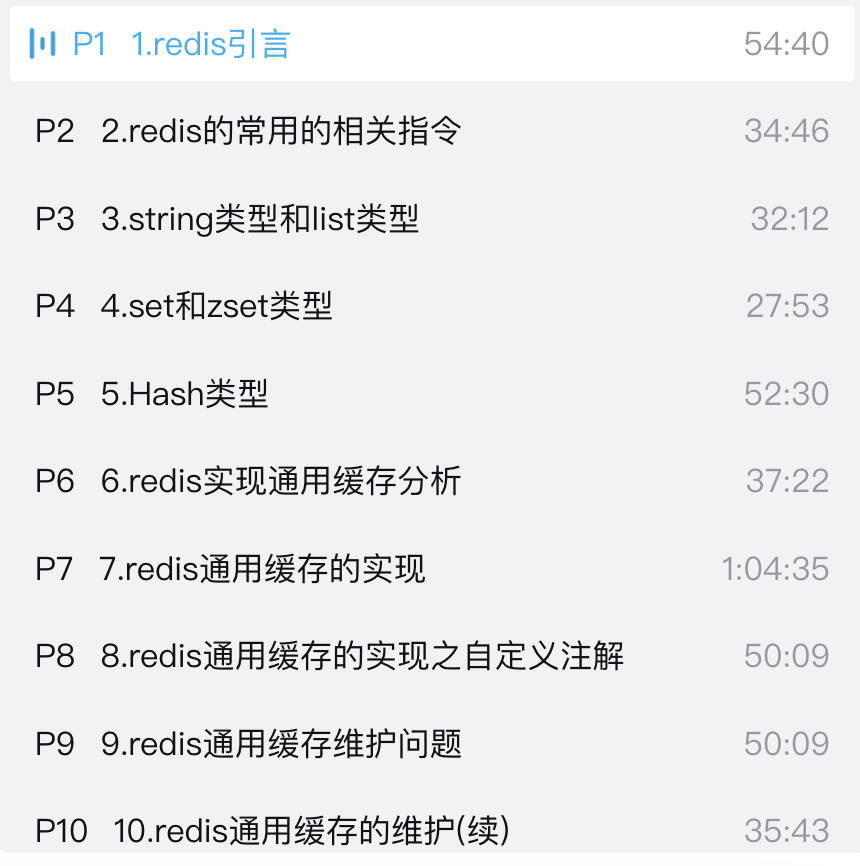 P1 1.redis引言 54:40
P2 2.redis的常用的相关指令 34:46
P3 3.string类型和list类型 32:12
P4 4.set和zset类型 27:53
P5 5.Hash类型 52:30
P6 6.redis实现通用缓存分析 37:22
P7 7.redis通用缓存的实现 1:04:35
P8 8.redis通用缓存的实现之自定义注解 50:09
P9 9.redis通用缓存维护问题 50:09
P10 10.redis通用缓存的维护(续) 35:43